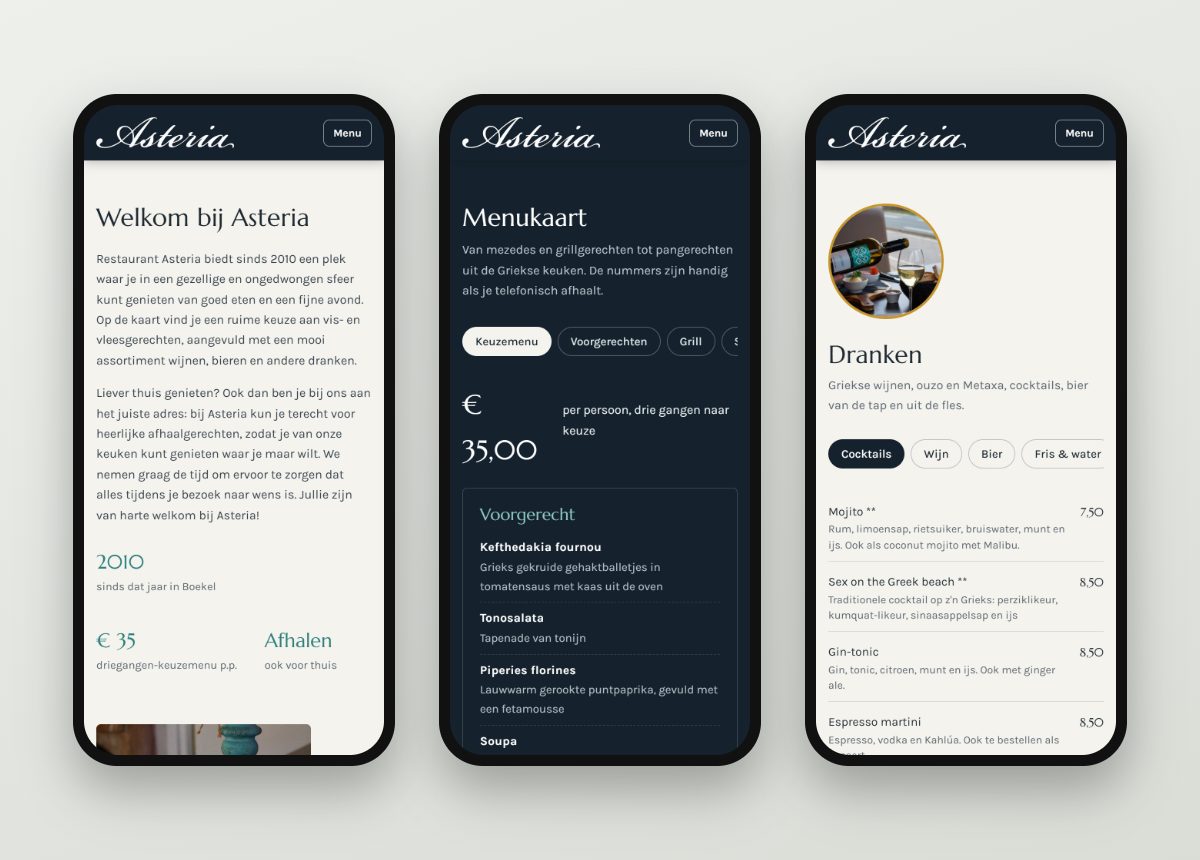 Asteria
Menu
Welkom bij Asteria
Restaurant Asteria biedt sinds 2010 een plek
waar je in een gezellige en ongedwongen sfeer
kunt genieten van goed eten en een fijne avond.
Op de kaart vind je een ruime keuze aan vis- en
vleesgerechten, aangevuld met een mooi
assortiment wijnen, bieren en andere dranken.
Liever thuis genieten? Ook dan ben je bij ons aan
het juiste adres: bij Asteria kun je terecht voor
heerlijke afhaalgerechten, zodat je van onze
keuken kunt genieten waar je maar wilt. We
nemen graag de tijd om ervoor te zorgen dat
alles tijdens je bezoek naar wens is. Jullie zijn
van harte welkom bij Asteria!
2010
sinds dat jaar in Boekel
€ 35
driegangen-keuzemenu p.p.
Afhalen
ook voor thuis
Asteria
Menu
Menukaart
Van mezedes en grillgerechten tot pangerechten
uit de Griekse keuken. De nummers zijn handig
als je telefonisch afhaalt.
Keuzemenu
Voorgerechten
Grill
€
35,00
per persoon, drie gangen naar
keuze
Voorgerecht
Kefthedakia fournou
Grieks gekruide gehaktballetjes in
tomatensaus met kaas uit de oven
Tonosalata
Tapenade van tonijn
Piperies florines
Lauwwarm gerookte puntpaprika, gevuld met
een fetamousse
Soupa
Asteria
Menu
Dranken
Griekse wijnen, ouzo en Metaxa, cocktails, bier
van de tap en uit de fles.
Cocktails
Wijn
Bier
Fris & water
Mojito ** 7,50
Rum, limoensap, rietsuiker, bruiswater, munt en
ijs. Ook als coconut mojito met Malibu.
Sex on the Greek beach ** 8,50
Traditionele cocktail op z'n Grieks: perziklikeur,
kumquat-likeur, sinaasappelsap en ijs
Gin-tonic 8,50
Gin, tonic, citroen, munt en ijs. Ook met ginger
ale.
Espresso martini 8,50
Espresso, vodka en Kahlúa. Ook te bestellen als